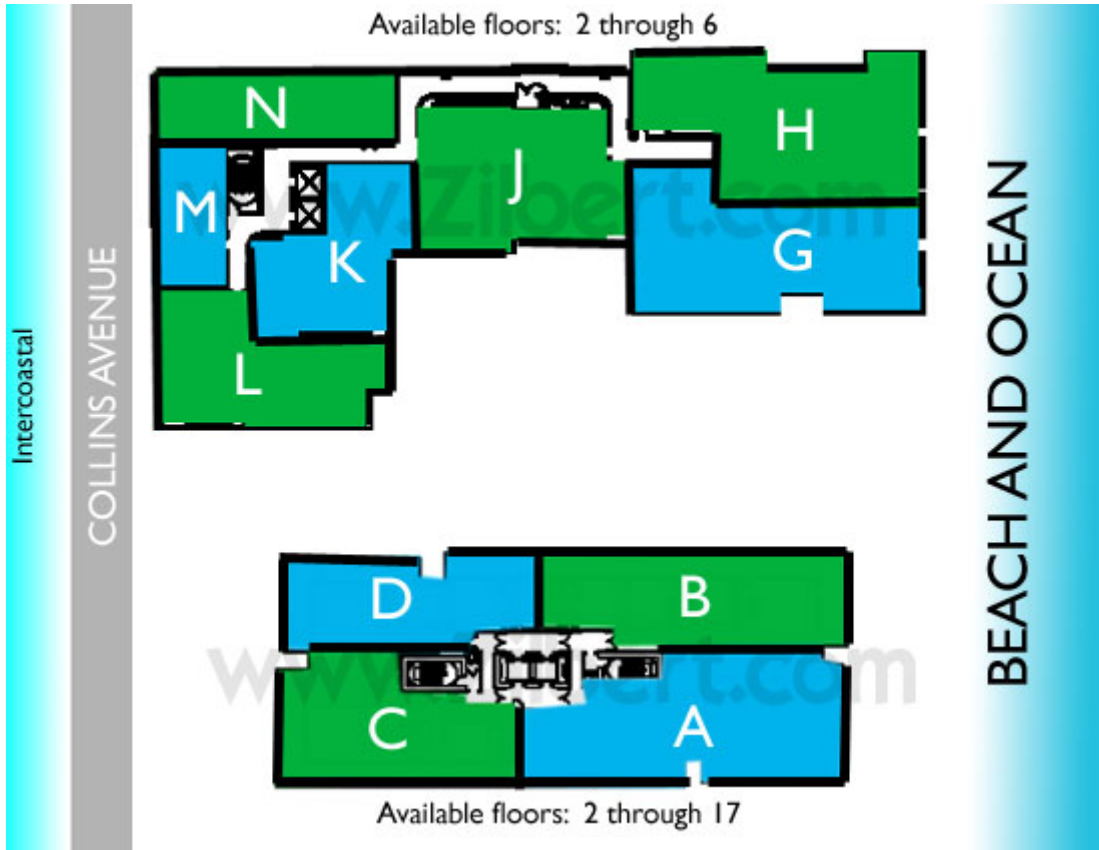 Available floors: 2 through 6
N
H
J
M
K
G
L
www.Zilbert.com
Intercoastal
COLLINS AVENUE
BEACH AND OCEAN
D
B
www.Zilbert.com
C
A
Available floors: 2 through 17